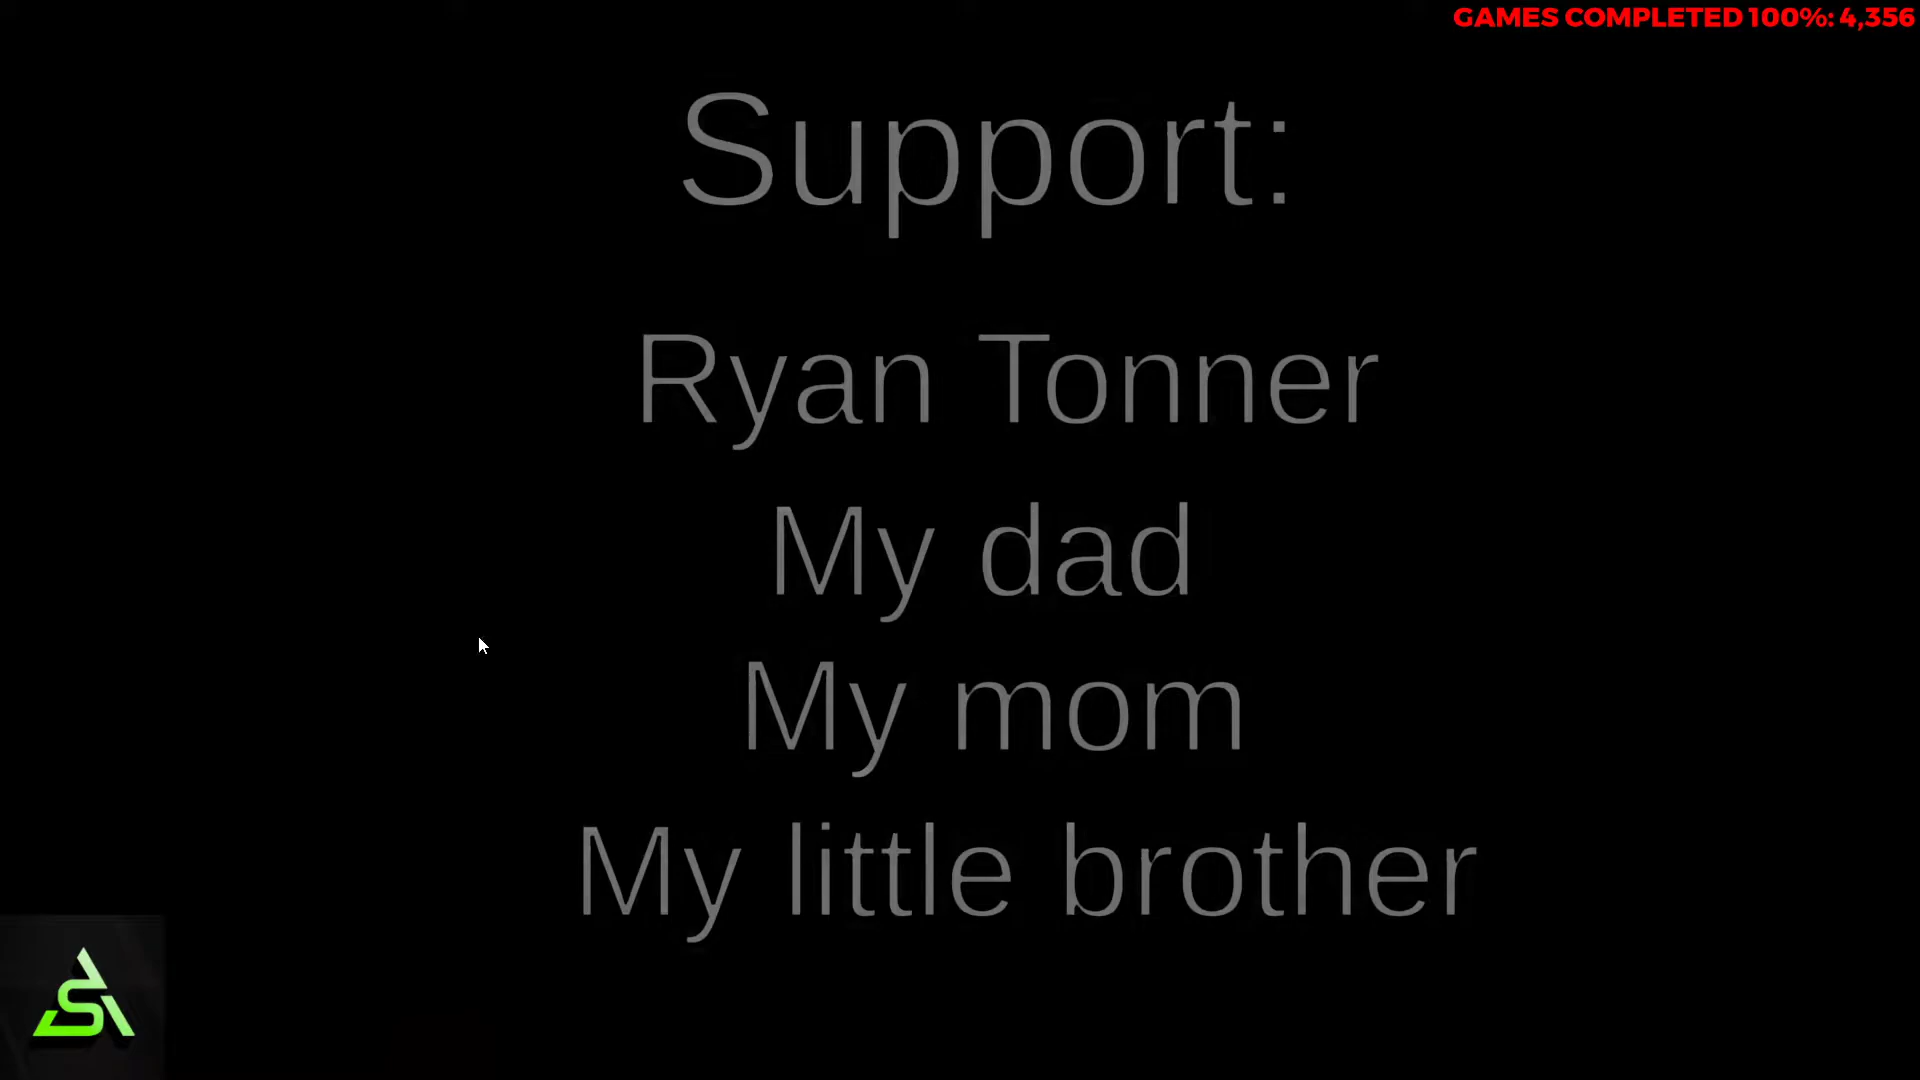 GAMES COMPLETED 100%: 4,356
Support:
Ryan Tonner
My dad
My mom
My little brother